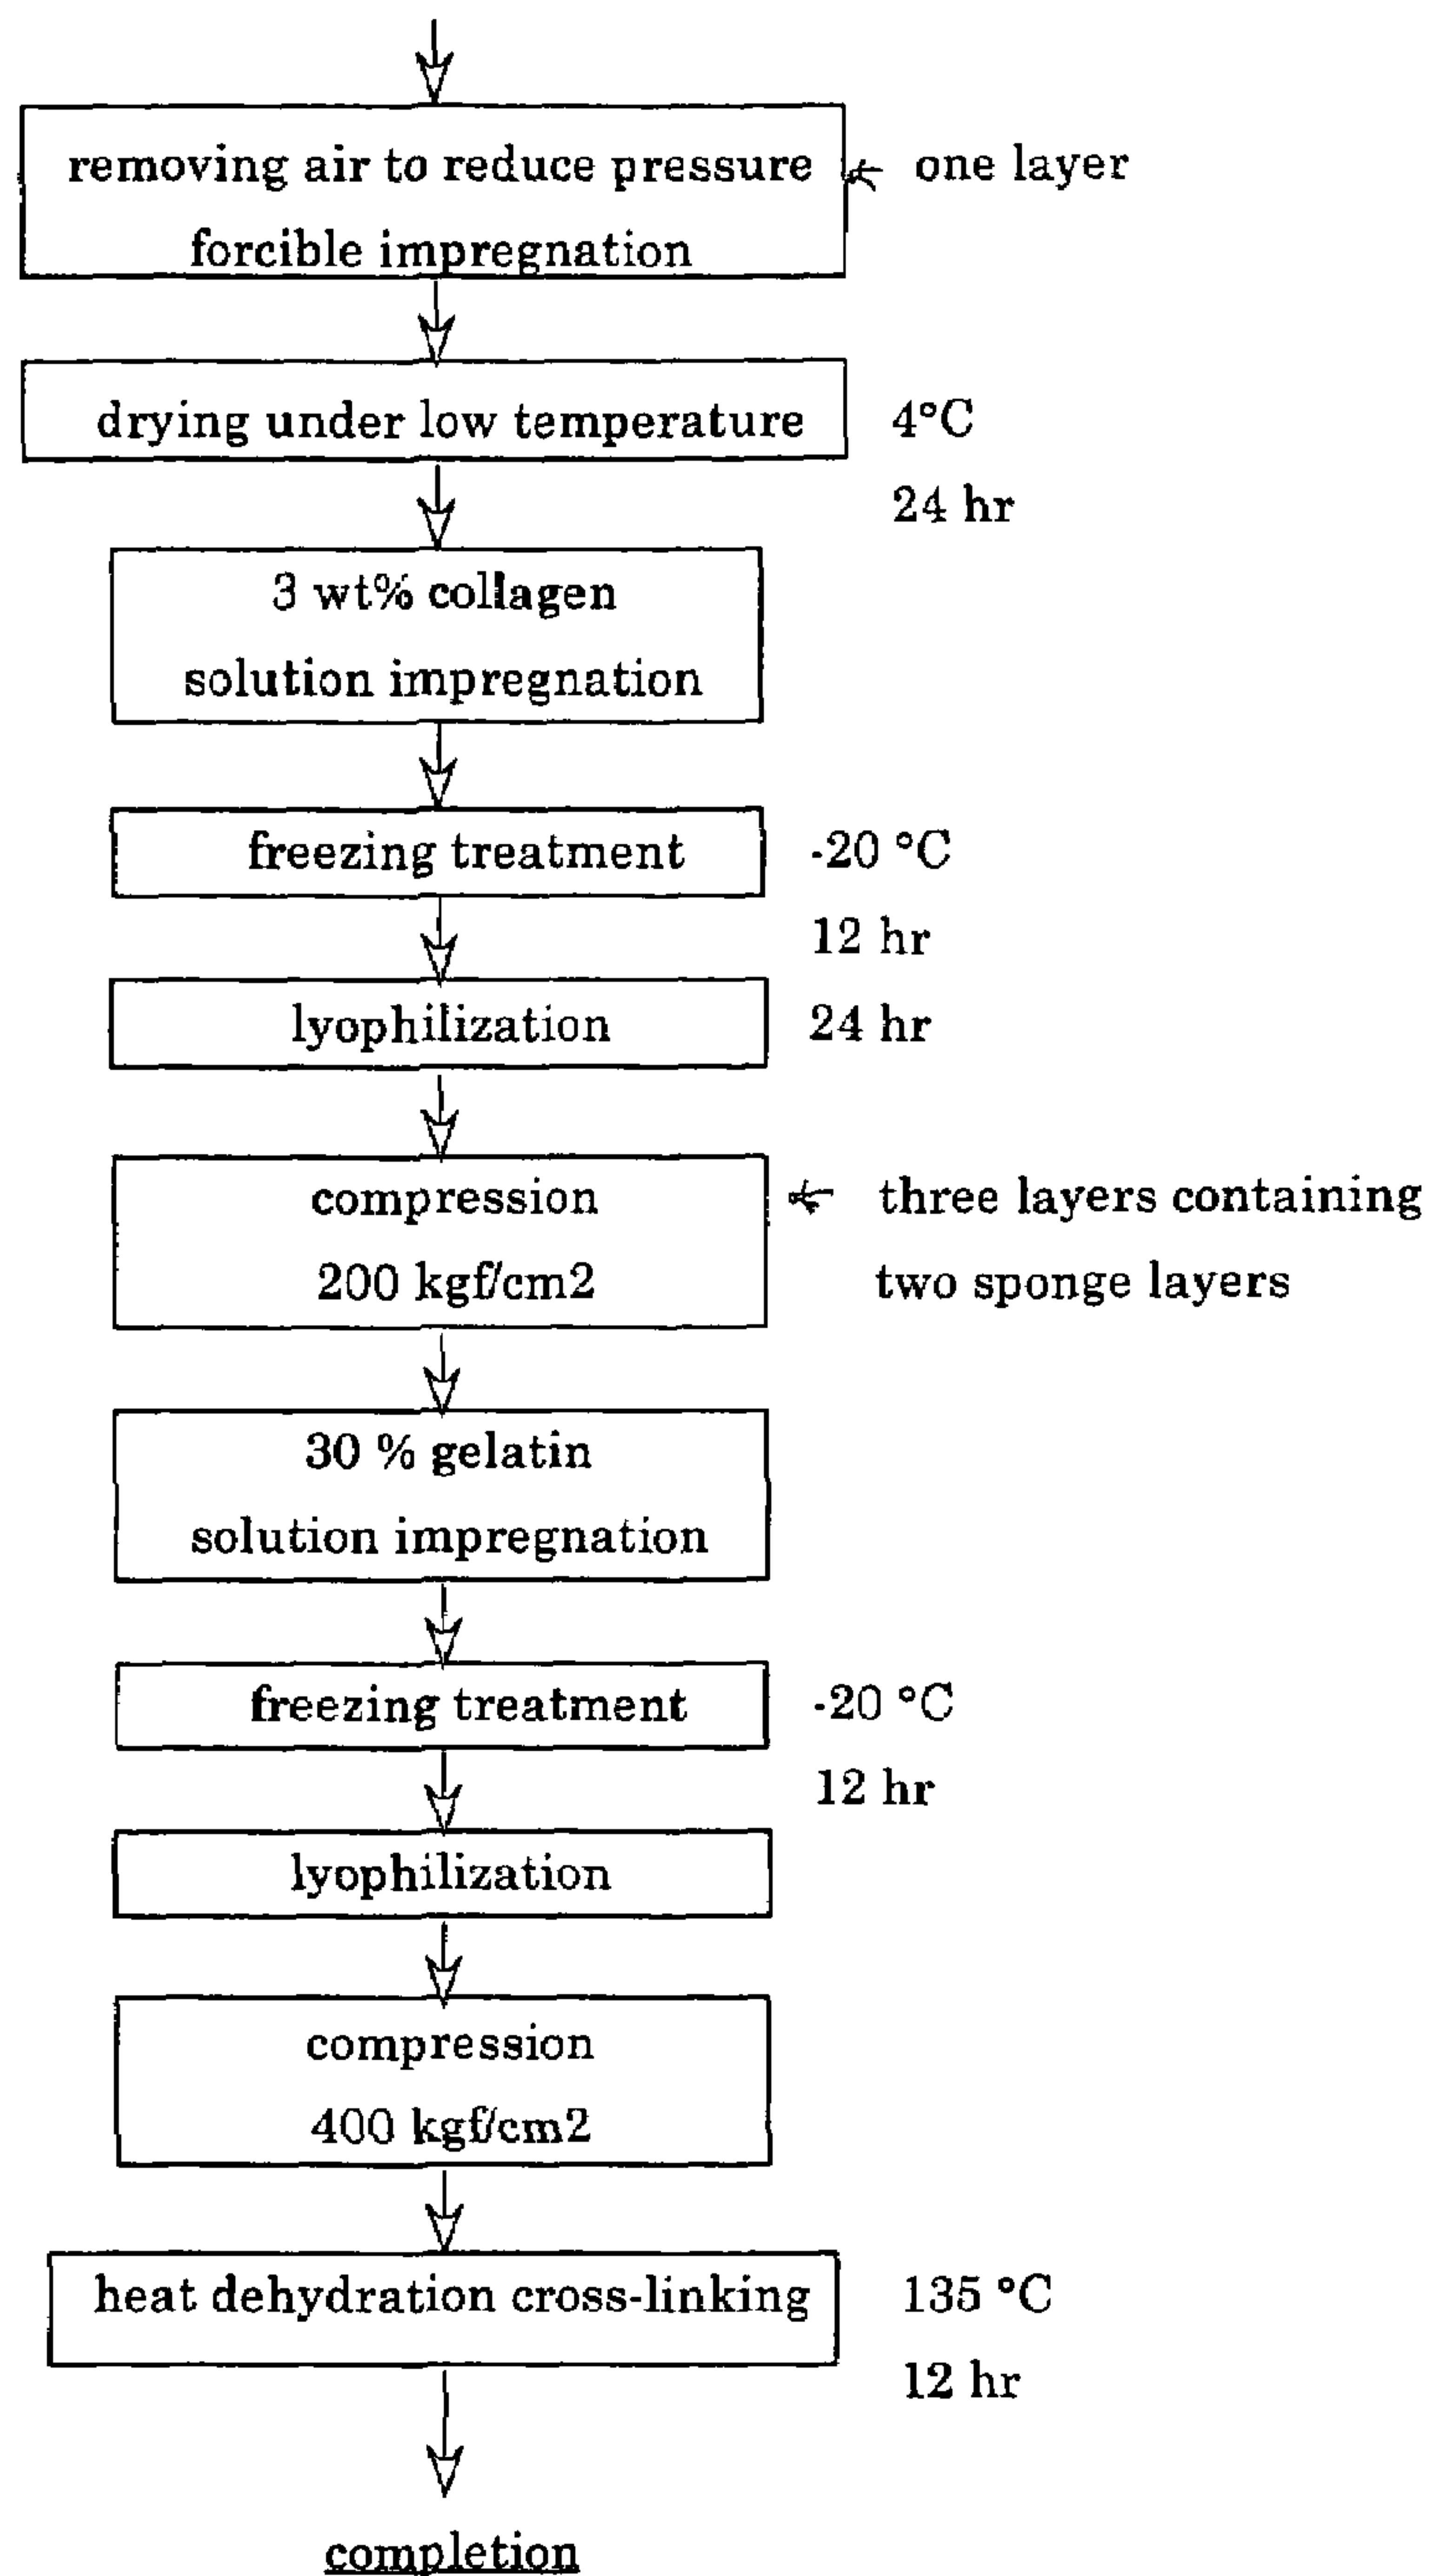 removing air to reduce pressure
forcible impregnation
one layer
drying under low temperature
4°C
24 hr
3 wt% collagen
solution impregnation
freezing treatment
-20 °C
12 hr
lyophilization
24 hr
compression
200 kgf/cm2
three layers containing
two sponge layers
30 % gelatin
solution impregnation
freezing treatment
-20 °C
12 hr
lyophilization
compression
400 kgf/cm2
heat dehydration cross-linking
135 °C
12 hr
completion